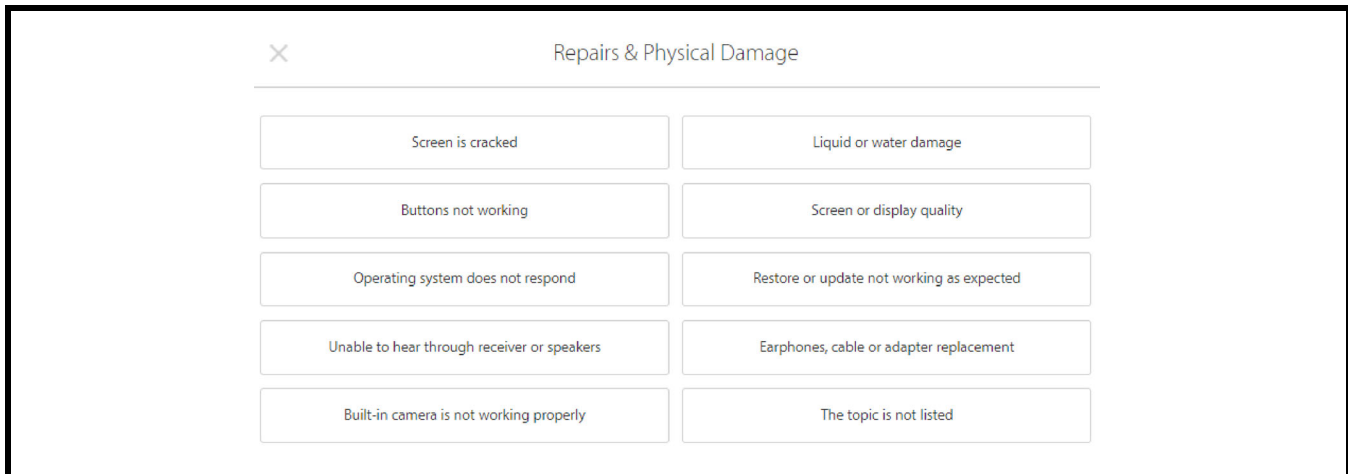 Repairs & Physical Damage
Screen is cracked
Liquid or water damage
Buttons not working
Screen or display quality
Operating system does not respond
Restore or update not working as expected
Unable to hear through receiver or speakers
Earphones, cable or adapter replacement
Built-in camera is not working properly
The topic is not listed